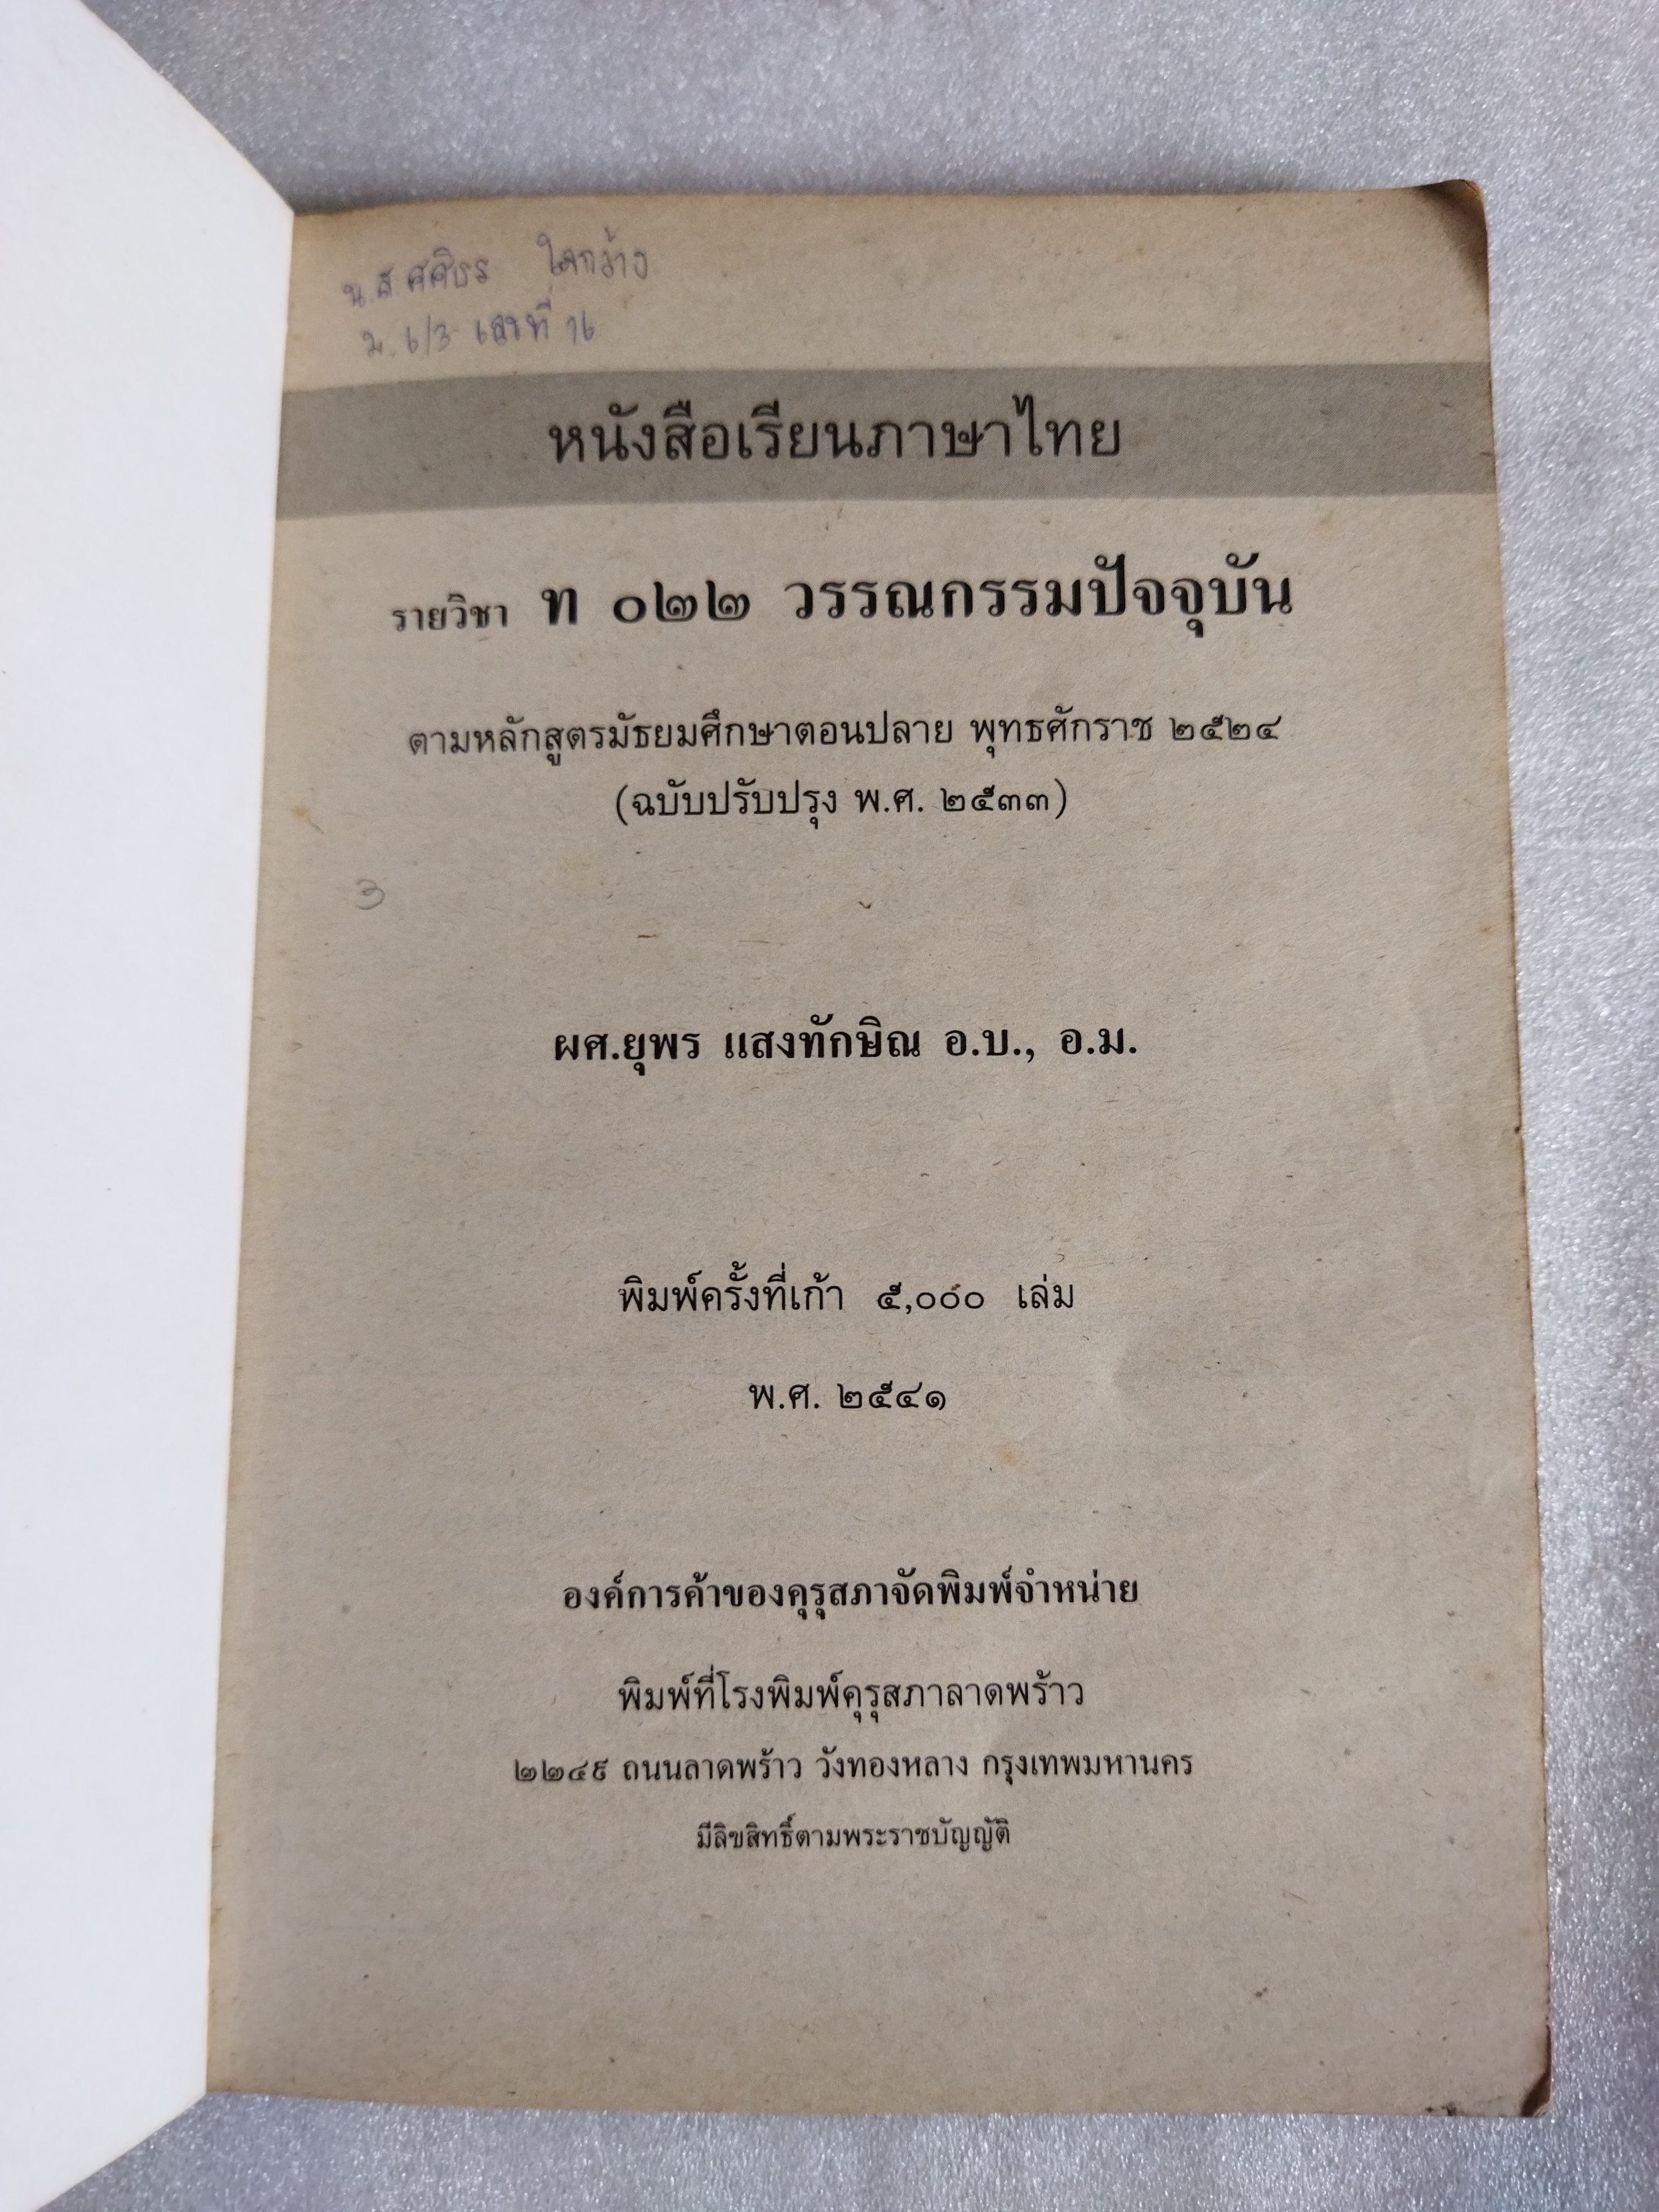 น.ส.ศศิธร ใจกว้าง
ม. 6/3 เลขที่ 16
หนังสือเรียนภาษาไทย
รายวิชา ท ๐๒๒ วรรณกรรมปัจจุบัน
ตามหลักสูตรมัธยมศึกษาตอนปลาย พุทธศักราช ๒๕๒๔
(ฉบับปรับปรุง พ.ศ. ๒๕๓๓)
3
ผศ.ยุพร แสงทักษิณ อ.บ., อ.ม.
พิมพ์ครั้งที่เก้า ๕,๐๐๐ เล่ม
พ.ศ. ๒๕๔๑
องค์การค้าของคุรุสภาจัดพิมพ์จำหน่าย
พิมพ์ที่โรงพิมพ์คุรุสภาลาดพร้าว
๒๒๔๙ ถนนลาดพร้าว วังทองหลาง กรุงเทพมหานคร
มีลิขสิทธิ์ตามพระราชบัญญัติ